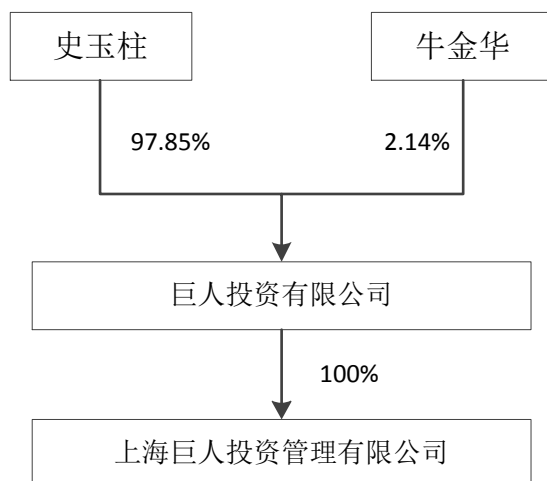 史玉柱
牛金华
97.85%
2.14%
巨人投资有限公司
100%
上海巨人投资管理有限公司